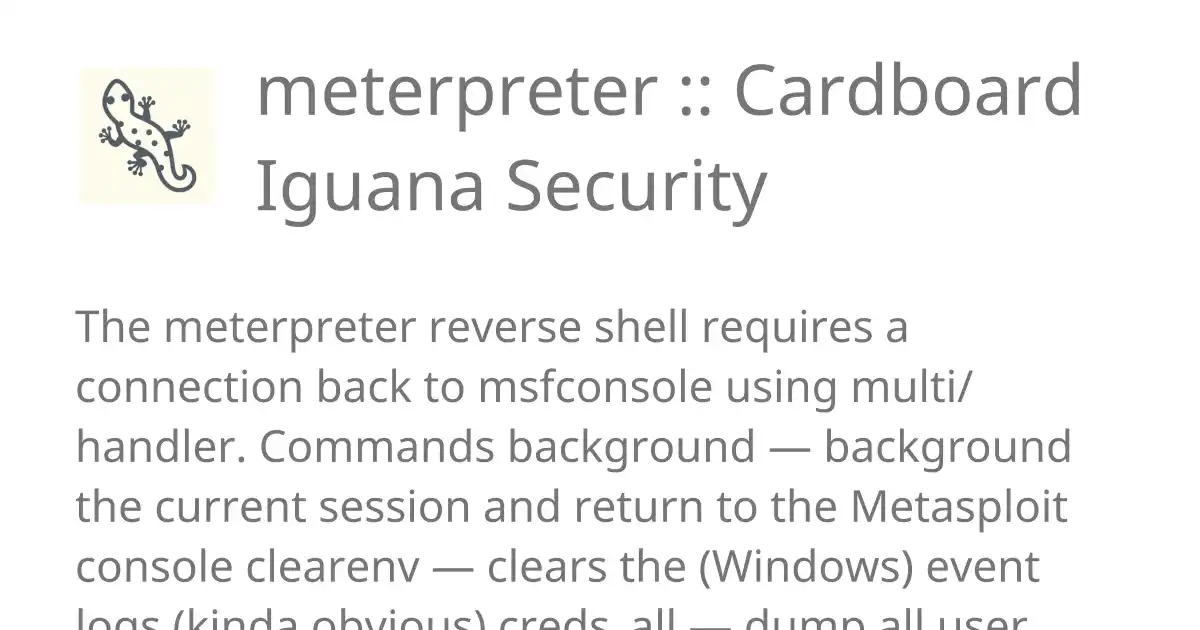 meterpreter :: Cardboard
Iguana Security
The meterpreter reverse shell requires a
connection back to msfconsole using multi/
handler. Commands background — background
the current session and return to the Metasploit
console clearenv — clears the (Windows) event
logs (kinda obvious) creds_all — dump all user